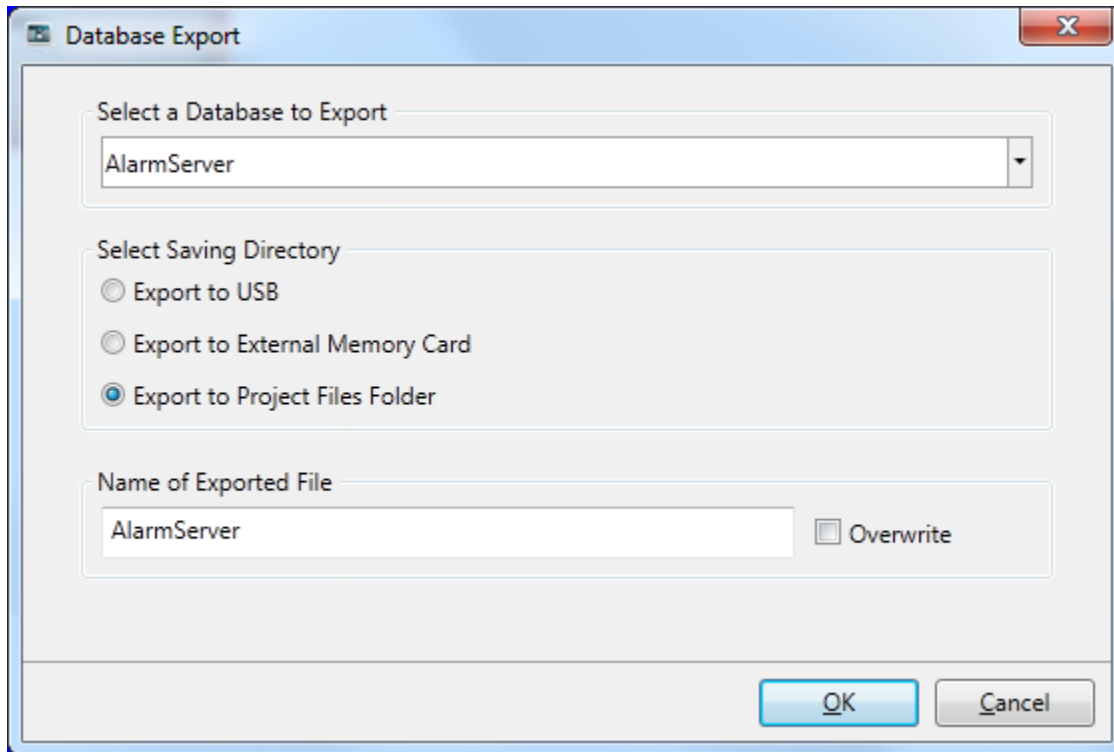 Database Export
Select a Database to Export
AlarmServer
Select Saving Directory
Export to USB
Export to External Memory Card
Export to Project Files Folder
Name of Exported File
AlarmServer
Overwrite
OK
Cancel